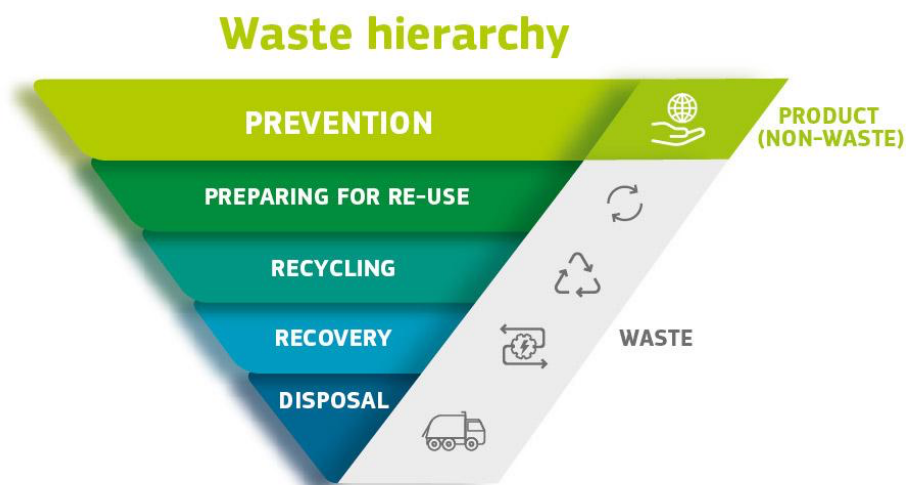 Waste hierarchy
PREVENTION
PRODUCT
(NON-WASTE)
PREPARING FOR RE-USE
RECYCLING
RECOVERY
WASTE
DISPOSAL